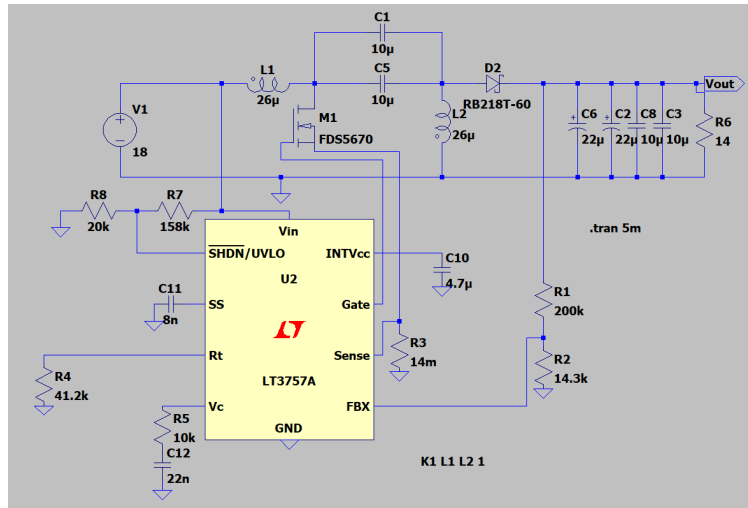 C1
10µ
L1
26µ
C5
10µ
D2
RB218T-60
Vout
V1
18
M1
FDS5670
L2
26µ
C6
22µ
C2
22µ
C8
10µ
C3
10µ
R6
14
R8
20k
R7
158k
.tran 5m
Vin
SHDN/UVLO
INTVcc
U2
C10
4.7µ
C11
8n
SS
Gate
R1
200k
R3
14m
Rt
Sense
R2
14.3k
R4
41.2k
LT3757A
Vc
FBX
R5
10k
GND
C12
22n
K1 L1 L2 1